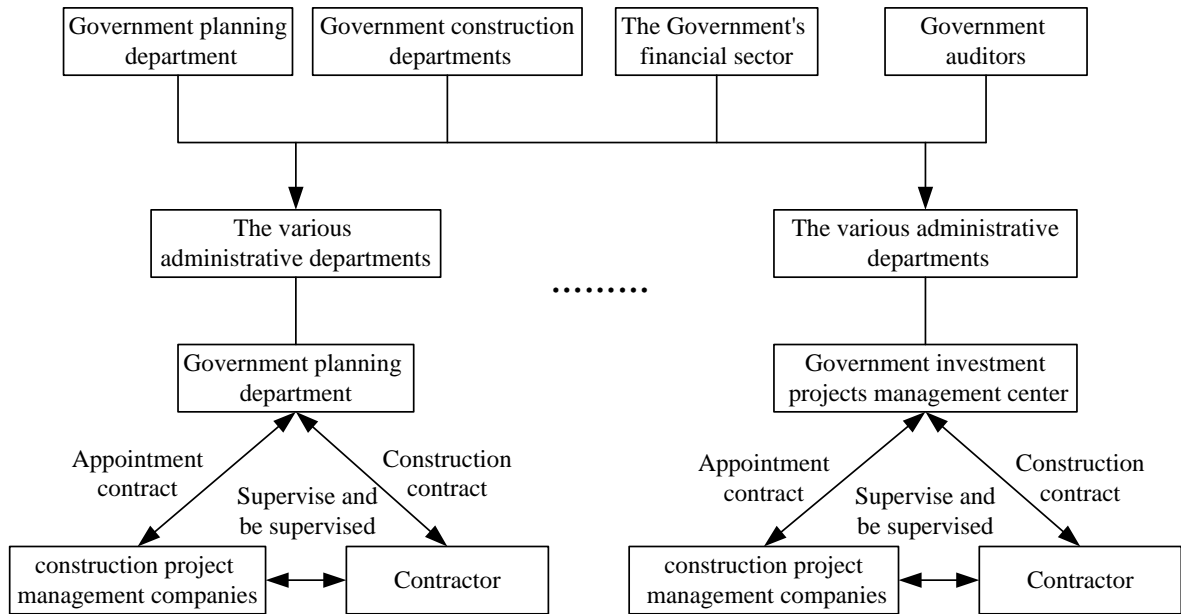 Government planning
department
Government construction
departments
The Government's
financial sector
Government
auditors
The various
administrative departments
The various administrative
departments
.........
Government planning
department
Government investment
projects management center
Appointment
contract
Construction
contract
Supervise and
be supervised
Appointment
contract
Construction
contract
Supervise and
be supervised
construction project
management companies
Contractor
construction project
management companies
Contractor